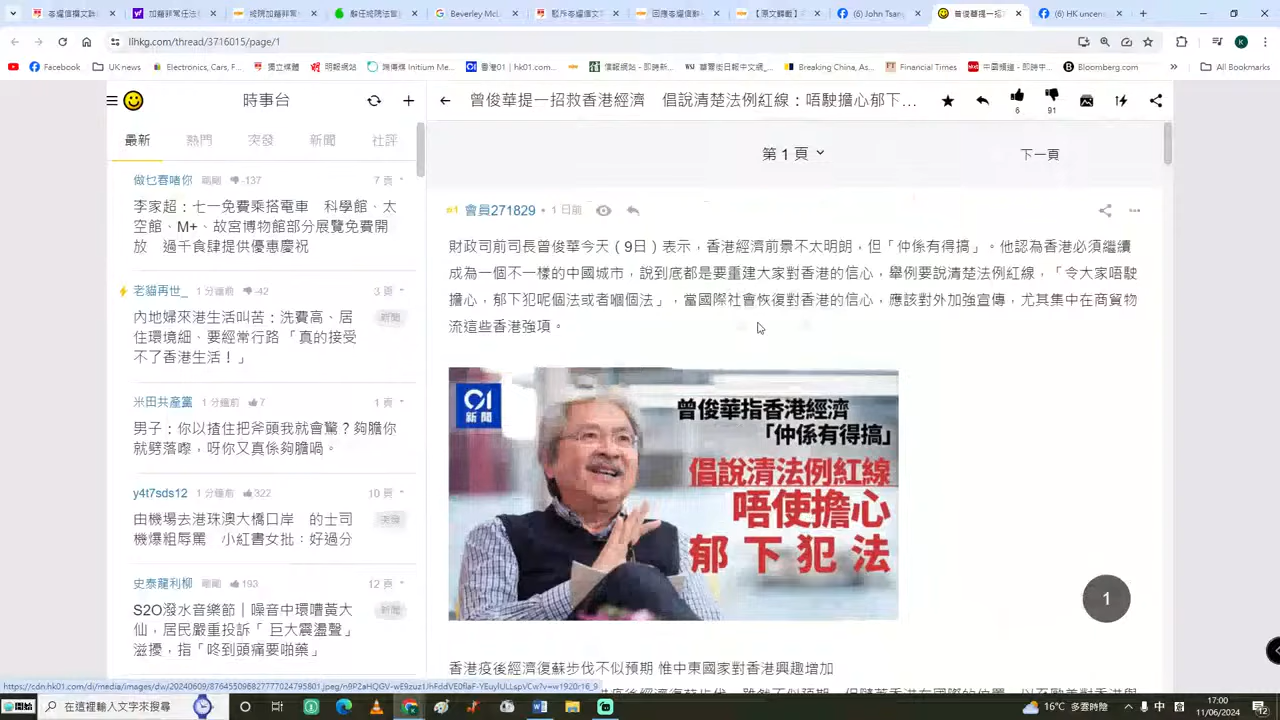 lihkg.com/thread/3716015/page/1
Facebook
UK news
Electronics, Cars, F...
獨立媒體
明報網站
端傳媒 Initium Me...
香港01 | hk01.com...
信報網站 - 即時新...
華爾街日報中文網...
Breaking China, As...
Financial Times
Bloomberg.com
All Bookmarks
時事台
曾俊華提一招救香港經濟 倡說清楚法例紅線：唔駛擔心郁下...
6
91
最新
熱門
突發
新聞
社評
第 1 頁
下一頁
-137
7 頁
李家超：七一免費乘搭電車 科學館、太
空館、M+、故宮博物館部分展覽免費開
放 過千食肆提供優惠慶祝
老貓再世_ 1 分鐘前 -42
3 頁
內地婦來港生活叫苦：洗費高、居
住環境細、要經常行路「真的接受
不了香港生活！」
新聞
米田共產黨 1 分鐘前 7
1 頁
男子：你以揸住把斧頭我就會驚？夠膽你
就劈落嚟，呀你又真係夠膽喎。
y4t7sds12 1 分鐘前 322
10 頁
由機場去港珠澳大橋口岸 的士司
機爆粗辱罵 小紅書女批：好過分
史泰龍利柳 剛剛 193
12 頁
S2O潑水音樂節｜噪音中環嘈黃大
仙，居民嚴重投訴「 巨大震盪聲」
滋擾，指「咚到頭痛要啪藥」
新聞
#1 會員271829 • 1 日前
財政司前司長曾俊華今天（9日）表示，香港經濟前景不太明朗，但「仲係有得搞」。他認為香港必須繼續
成為一個不一樣的中國城市，說到底都是要重建大家對香港的信心，舉例要說清楚法例紅線，「令大家唔駛
擔心，郁下犯呢個法或者嗰個法」，當國際社會恢復對香港的信心，應該對外加強宣傳，尤其集中在商貿物
流這些香港強項。
01
新聞
曾俊華指香港經濟
「仲係有得搞」
倡說清法例紅線
唔使擔心
郁下犯法
1
香港疫後經濟復蘇步伐不似預期 惟中東國家對香港興趣增加
開始
在這裡輸入文字來搜尋
16°C 多雲時陰
中
17:00
11/06/2024
12